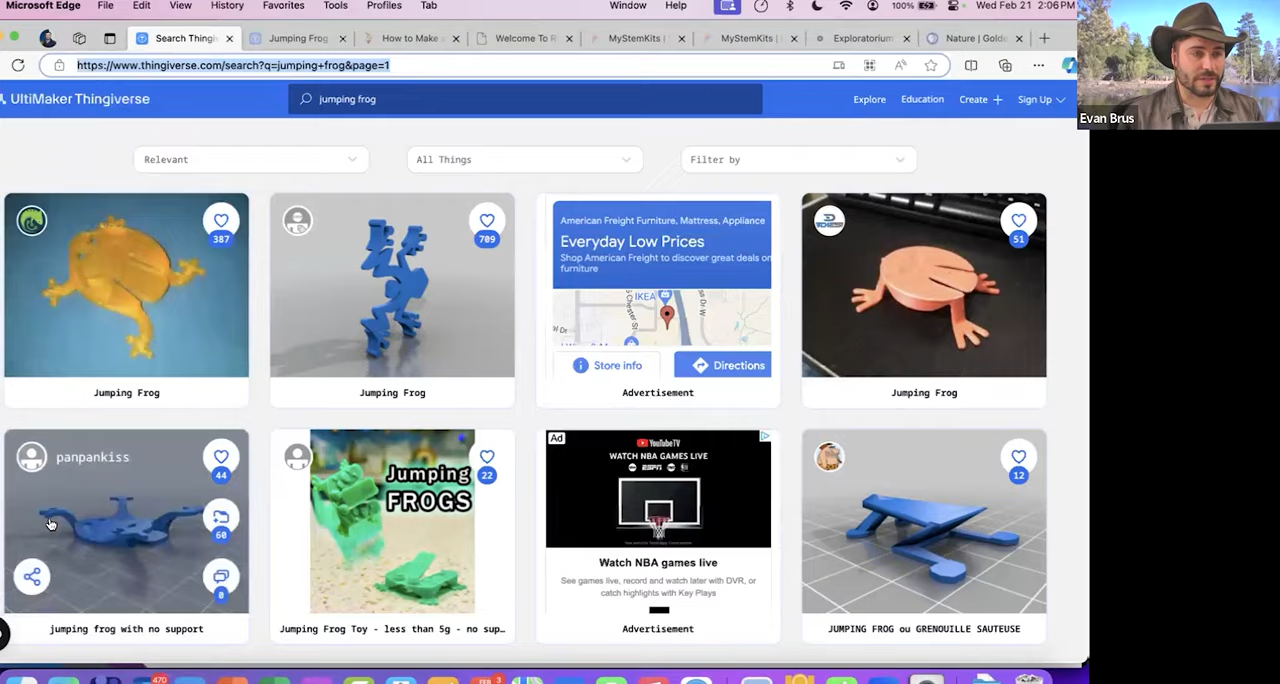 Microsoft Edge File Edit View History Favorites Tools Profiles Tab Window Help 100% Wed Feb 21 2:06 PM
Search Thingi Jumping Frog How to Make a Welcome To R MyStemKits | MyStemKits | Exploratorium Nature | Golde
https://www.thingiverse.com/search?q=jumping+frog&page=1
UltiMaker Thingiverse
jumping frog
Explore Education Create + Sign Up
Evan Brus
Relevant
All Things
Filter by
387
709
American Freight Furniture, Mattress, Appliance
Everyday Low Prices
Shop American Freight to discover great deals on
furniture
IKEA
Store info
Directions
51
Jumping Frog
Jumping Frog
Advertisement
Jumping Frog
panpankiss
44
60
0
Jumping
FROGS
22
Ad
YouTubeTV
WATCH NBA GAMES LIVE
ESPN
Watch NBA games live
See games live, record and watch later with DVR, or
catch highlights with Key Plays
12
jumping frog with no support
Jumping Frog Toy - less than 5g - no sup…
Advertisement
JUMPING FROG ou GRENOUILLE SAUTEUSE
470
FEB
3